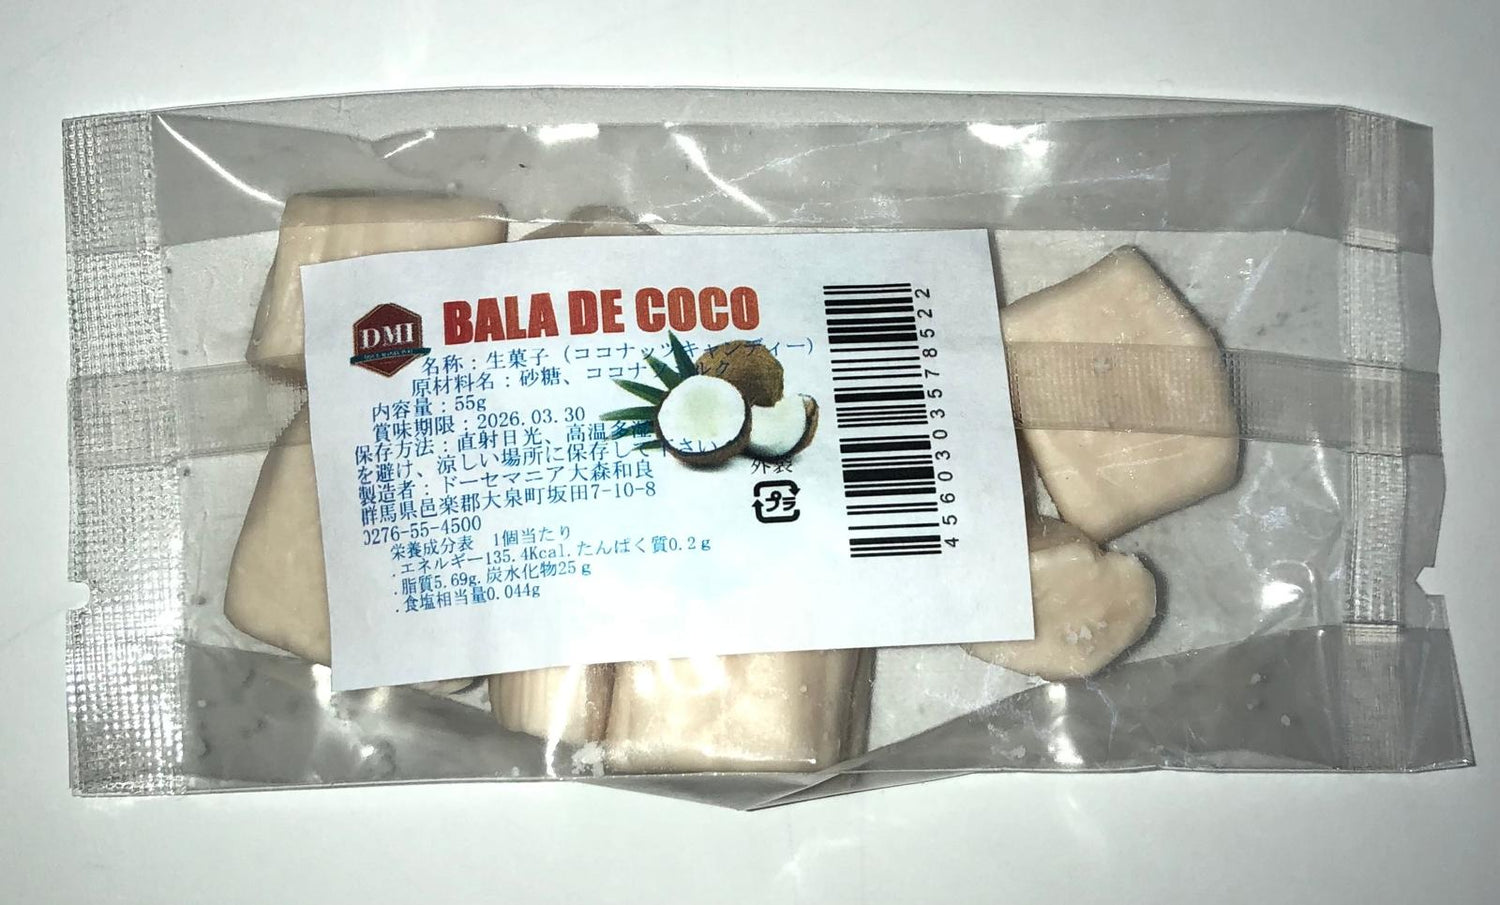 DMI
BALA DE COCO
名称：生菓子（ココナッツキャンディー）
原材料名：砂糖、ココナッツミルク
内容量：55g
賞味期限：2026.03.30
保存方法：直射日光、高温多湿
を避け、涼しい場所に保存して下さい
製造者：ドーセマニア大森和良
群馬県邑楽郡大泉町坂田7-10-8
0276-55-4500
栄養成分表　1個当たり
.エネルギー135.4Kcal.たんぱく質0.2g
.脂質5.69g.炭水化物25g
.食塩相当量0.044g
外装
プラ
4560303578522